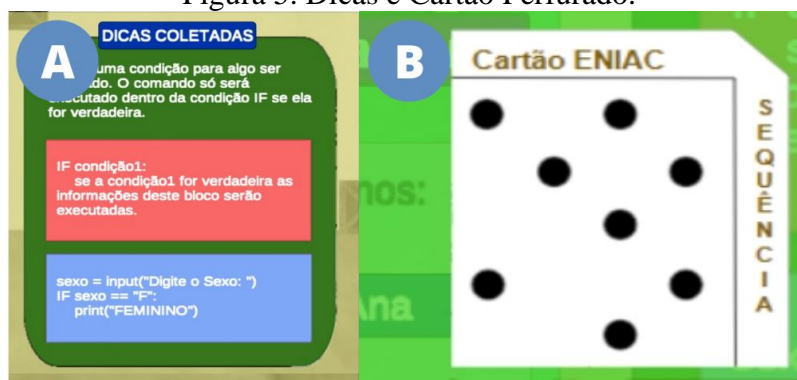 Figura 5: Dicas e Cartão Perfurado.
DICAS COLETADAS
A
uma condição para algo ser
do. O comando só será
executado dentro da condição IF se ela
for verdadeira.
IF condição1:
se a condição1 for verdadeira as
informações deste bloco serão
executadas.
sexo = input("Digite o Sexo: ")
IF sexo == "F":
print("FEMININO")
B
Cartão ENIAC
SEQUÊNCIA
nos:
Ana